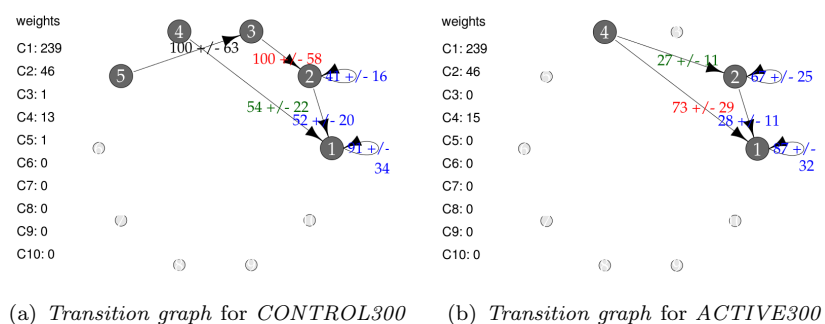 weights
C1: 239
C2: 46
C3: 1
C4: 13
C5: 1
C6: 0
C7: 0
C8: 0
C9: 0
C10: 0
4
3
100 +/- 63
5
100 +/- 58
2
41 +/- 16
54 +/- 22
52 +/- 20
1
91 +/-
34
(a) Transition graph for CONTROL300
weights
C1: 239
C2: 46
C3: 0
C4: 15
C5: 0
C6: 0
C7: 0
C8: 0
C9: 0
C10: 0
4
27 +/- 11
2
67 +/- 25
73 +/- 29
28 +/- 11
1
87 +/-
32
(b) Transition graph for ACTIVE300